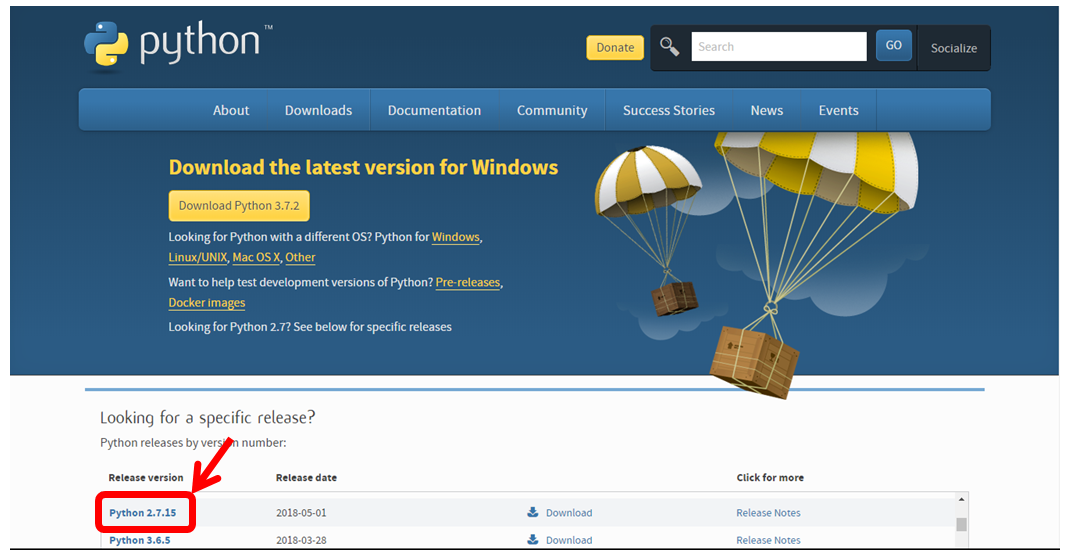 python™
Donate
Search
GO
Socialize
About Downloads Documentation Community Success Stories News Events
Download the latest version for Windows
Download Python 3.7.2
Looking for Python with a different OS? Python for Windows,
Linux/UNIX, Mac OS X, Other
Want to help test development versions of Python? Pre-releases,
Docker images
Looking for Python 2.7? See below for specific releases
Looking for a specific release?
Python releases by version number:
Release version Release date Click for more
Python 2.7.15 2018-05-01 Download Release Notes
Python 3.6.5 2018-03-28 Download Release Notes